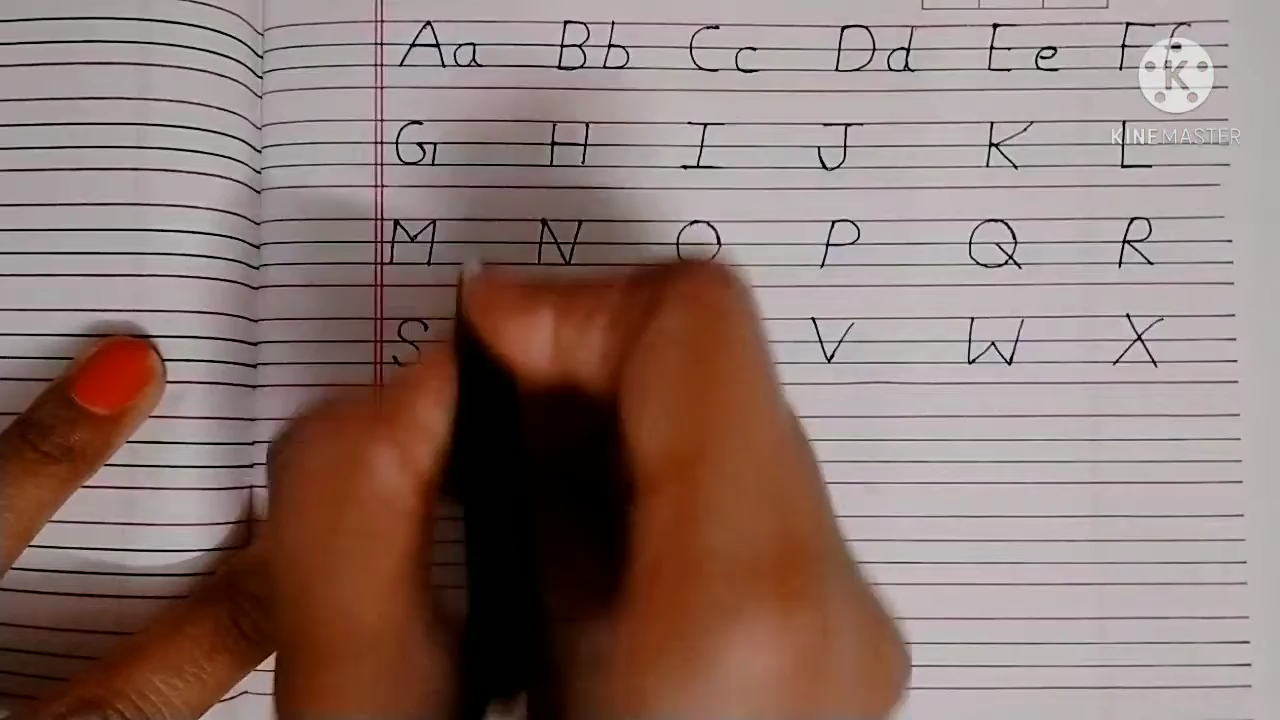 Aa Bb Cc Dd Ee Ff
G H I J K L
M N O P Q R
S V W X
K
KINEMASTER